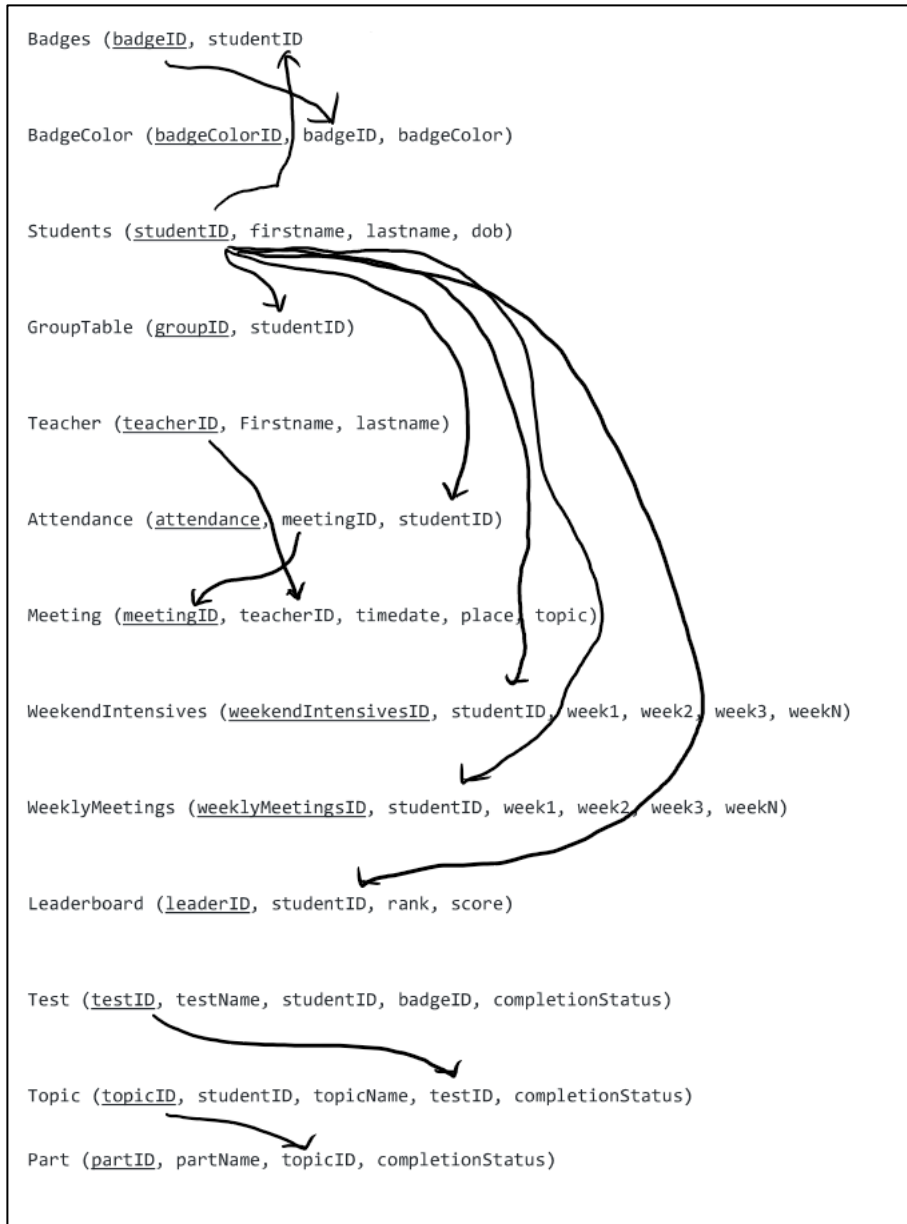 Badges (badgeID, studentID
BadgeColor (badgeColorID, badgeID, badgeColor)
Students (studentID, firstname, lastname, dob)
GroupTable (groupID, studentID)
Teacher (teacherID, Firstname, lastname)
Attendance (attendance, meetingID, studentID)
Meeting (meetingID, teacherID, timedate, place, topic)
WeekendIntensives (weekendIntensivesID, studentID, week1, week2, week3, weekN)
WeeklyMeetings (weeklyMeetingsID, studentID, week1, week2, week3, weekN)
Leaderboard (leaderID, studentID, rank, score)
Test (testID, testName, studentID, badgeID, completionStatus)
Topic (topicID, studentID, topicName, testID, completionStatus)
Part (partID, partName, topicID, completionStatus)